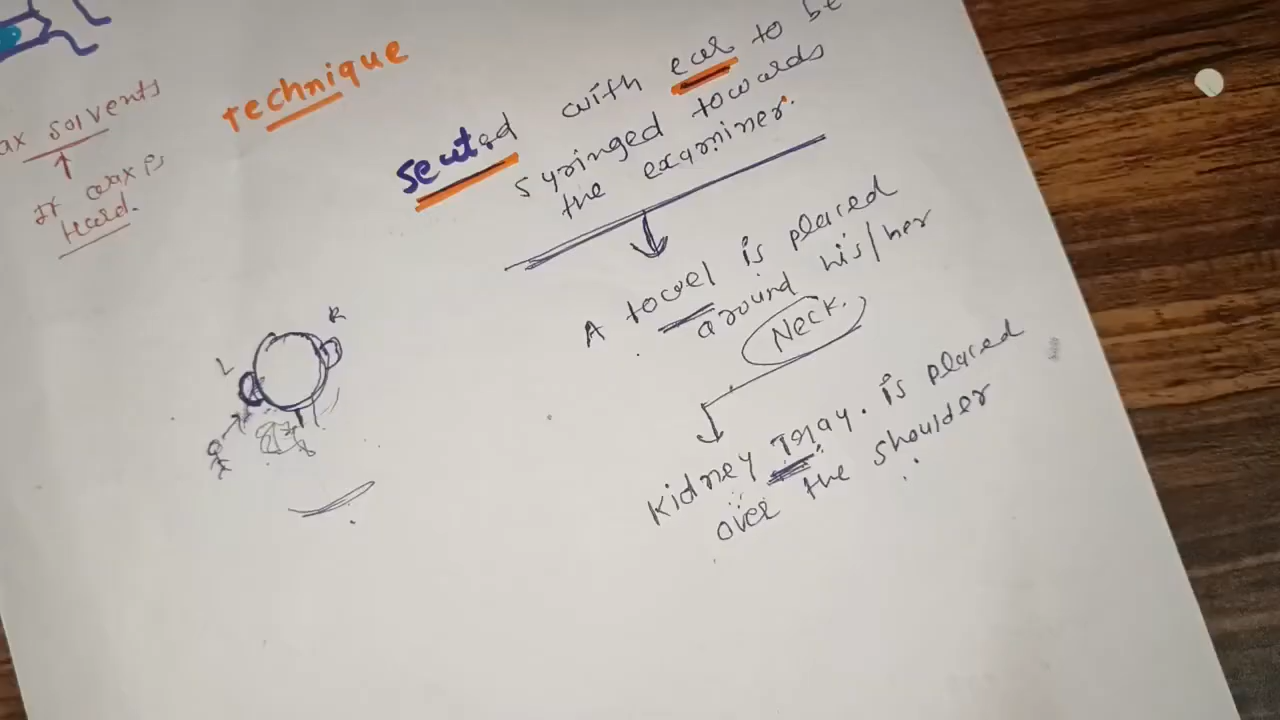 Technique
Seated with ear to be
syringed towards
the examiner.
wax solvents
If wax is
Hard.
A towel is placed
around his/her
Neck.
L
R
Kidney Tray. is placed
over the shoulder